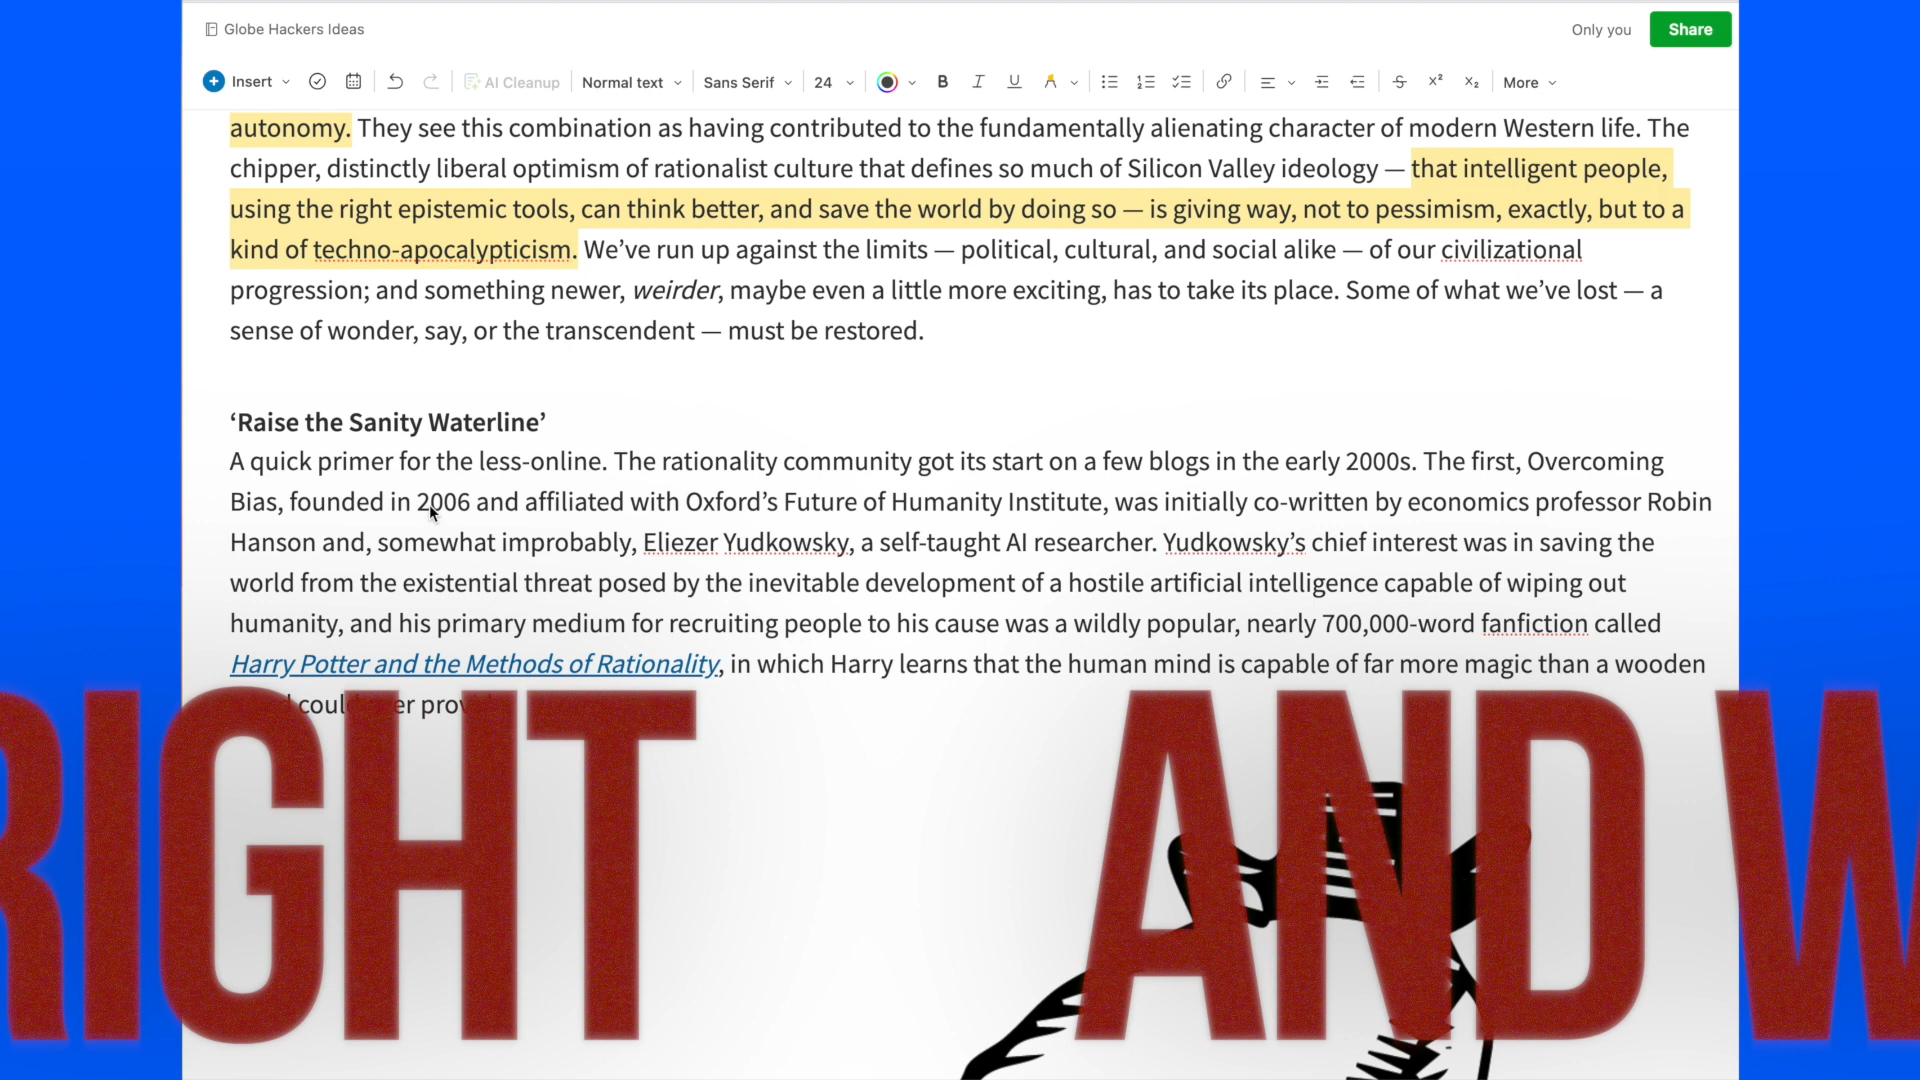 Globe Hackers Ideas
Only you
Share
Insert
AI Cleanup
Normal text
Sans Serif
24
B I U A
S X² X₂
More
autonomy. They see this combination as having contributed to the fundamentally alienating character of modern Western life. The
chipper, distinctly liberal optimism of rationalist culture that defines so much of Silicon Valley ideology — that intelligent people,
using the right epistemic tools, can think better, and save the world by doing so — is giving way, not to pessimism, exactly, but to a
kind of techno-apocalypticism. We’ve run up against the limits — political, cultural, and social alike — of our civilizational
progression; and something newer, weirder, maybe even a little more exciting, has to take its place. Some of what we’ve lost — a
sense of wonder, say, or the transcendent — must be restored.
‘Raise the Sanity Waterline’
A quick primer for the less-online. The rationality community got its start on a few blogs in the early 2000s. The first, Overcoming
Bias, founded in 2006 and affiliated with Oxford’s Future of Humanity Institute, was initially co-written by economics professor Robin
Hanson and, somewhat improbably, Eliezer Yudkowsky, a self-taught AI researcher. Yudkowsky’s chief interest was in saving the
world from the existential threat posed by the inevitable development of a hostile artificial intelligence capable of wiping out
humanity, and his primary medium for recruiting people to his cause was a wildly popular, nearly 700,000-word fanfiction called
Harry Potter and the Methods of Rationality, in which Harry learns that the human mind is capable of far more magic than a wooden
could
RIGHT AND W